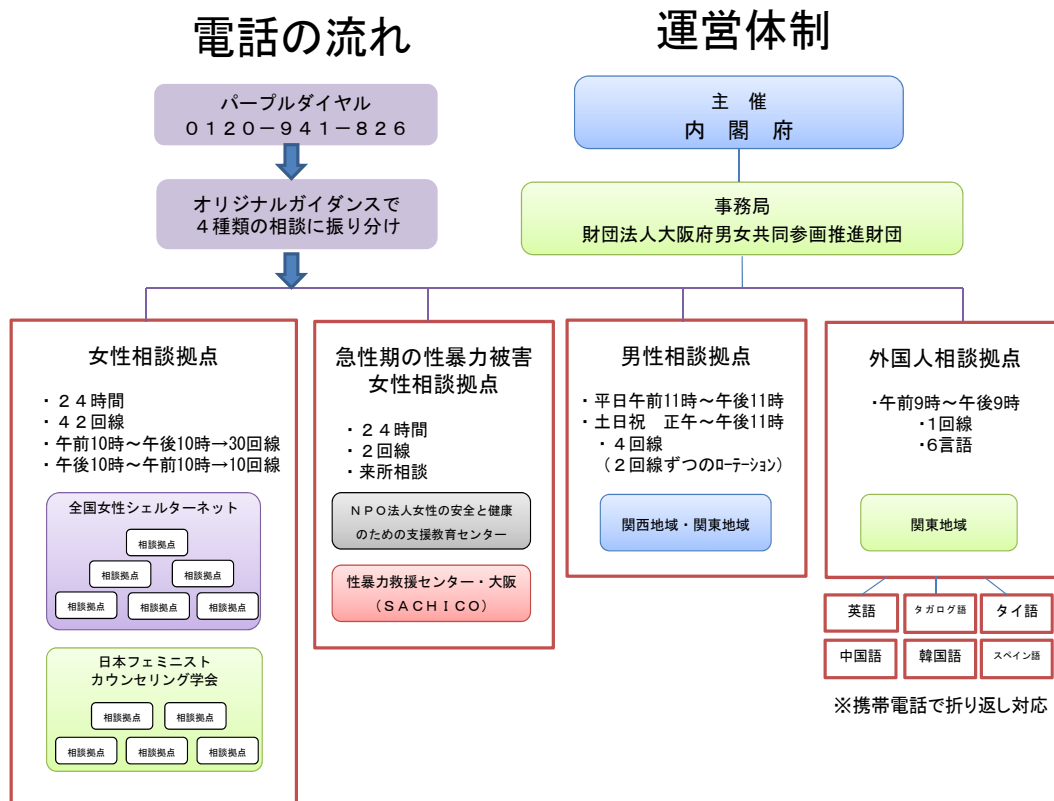 電話の流れ
運営体制
パープルダイヤル
０１２０－９４１－８２６
オリジナルガイダンスで
４種類の相談に振り分け
主　催
内　閣　府
事務局
財団法人大阪府男女共同参画推進財団
女性相談拠点
・２４時間
・４２回線
・午前10時～午後10時→30回線
・午後10時～午前10時→10回線
全国女性シェルターネット
相談拠点
相談拠点
相談拠点
相談拠点
相談拠点
相談拠点
日本フェミニスト
カウンセリング学会
相談拠点
相談拠点
相談拠点
相談拠点
相談拠点
急性期の性暴力被害
女性相談拠点
・２４時間
・２回線
・来所相談
ＮＰＯ法人女性の安全と健康
のための支援教育センター
性暴力救援センター・大阪
（ＳＡＣＨＩＣＯ）
男性相談拠点
・平日午前11時～午後11時
・土日祝　正午～午後11時
・４回線
（２回線ずつのﾛｰﾃｰｼｮﾝ）
関西地域・関東地域
外国人相談拠点
・午前9時～午後9時
・1回線
・6言語
関東地域
英語
タガログ語
タイ語
中国語
韓国語
スペイン語
※携帯電話で折り返し対応